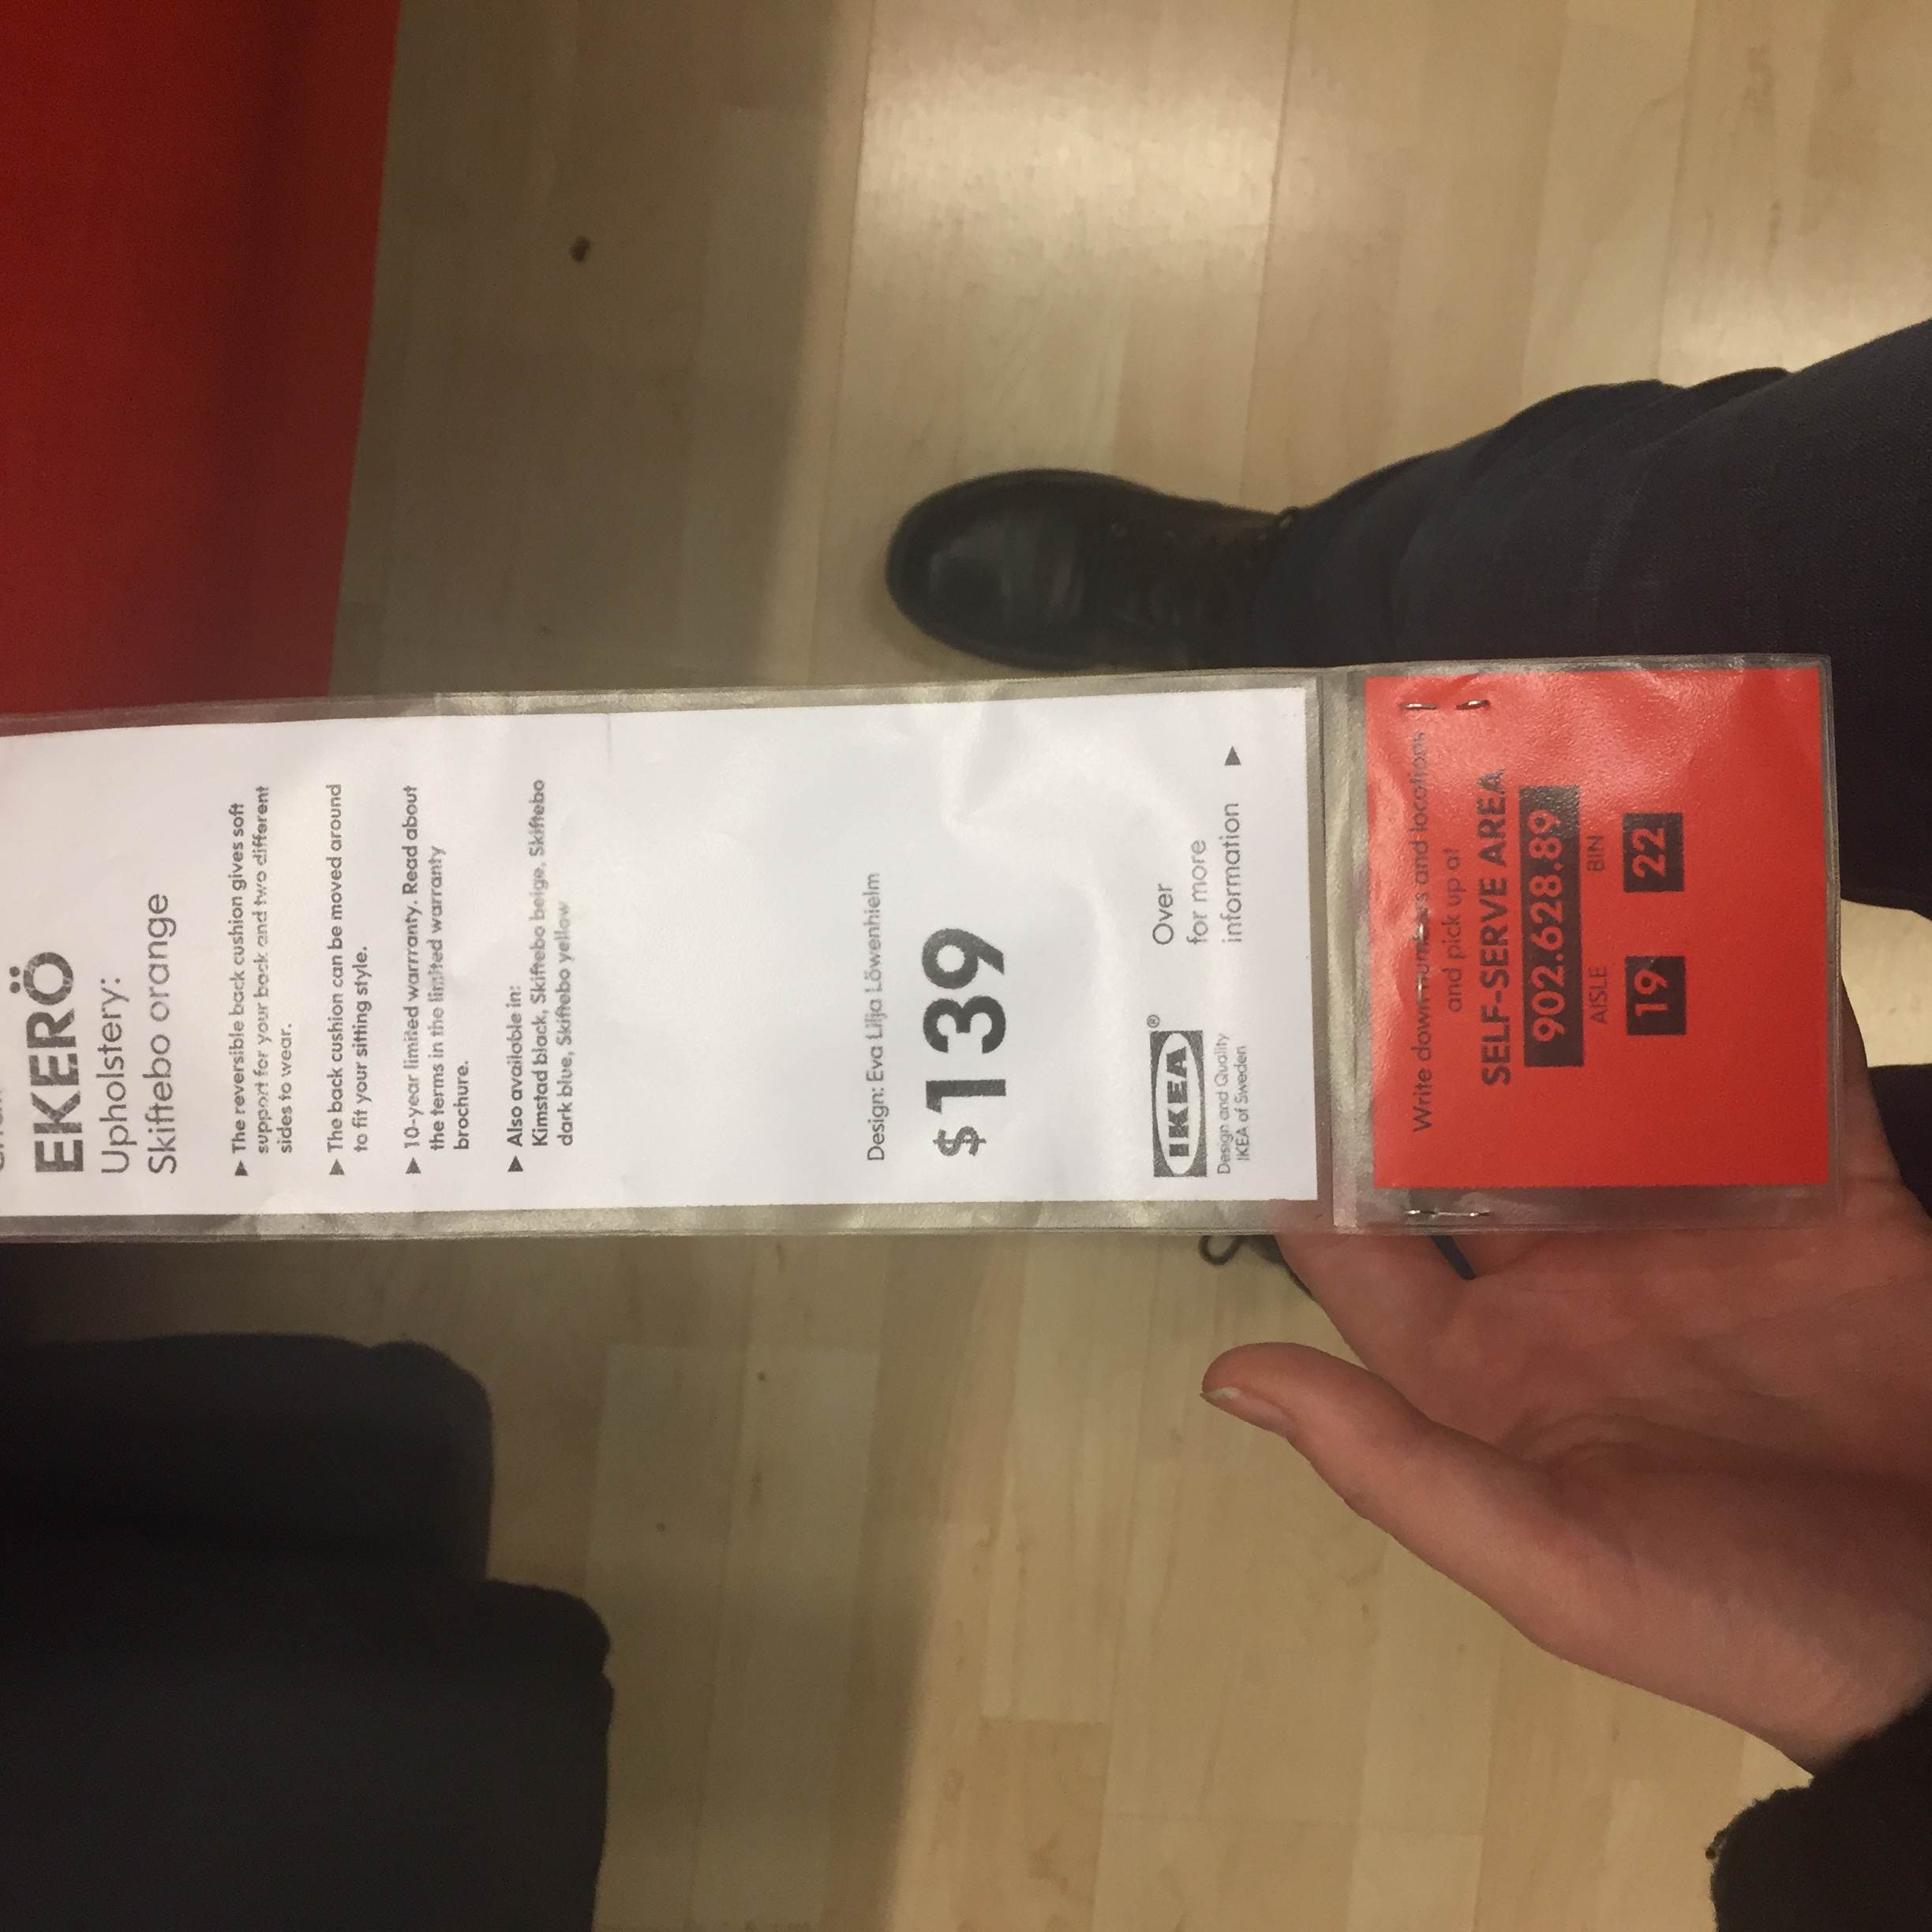 EKERÖ
Upholstery:
Skiftebo orange
▶ The reversible back cushion gives soft
support for your back and two different
sides to wear.
▶ The back cushion can be moved around
to fit your sitting style.
▶ 10-year limited warrranty. Read about
the terms in the limited warranty
brochure.
▶ Also available in:
Kimstad black, Skiftebo beige, Skiftebo
dark blue, Skiftebo yellow
Design: Eva Lilja Löwenhielm
$139
IKEA®
Design and Quality
IKEA of Sweden
Over
for more
information ▶
Write down numbers and locations
and pick up at
SELF-SERVE AREA
902.628.89
AISLE BIN
19 22